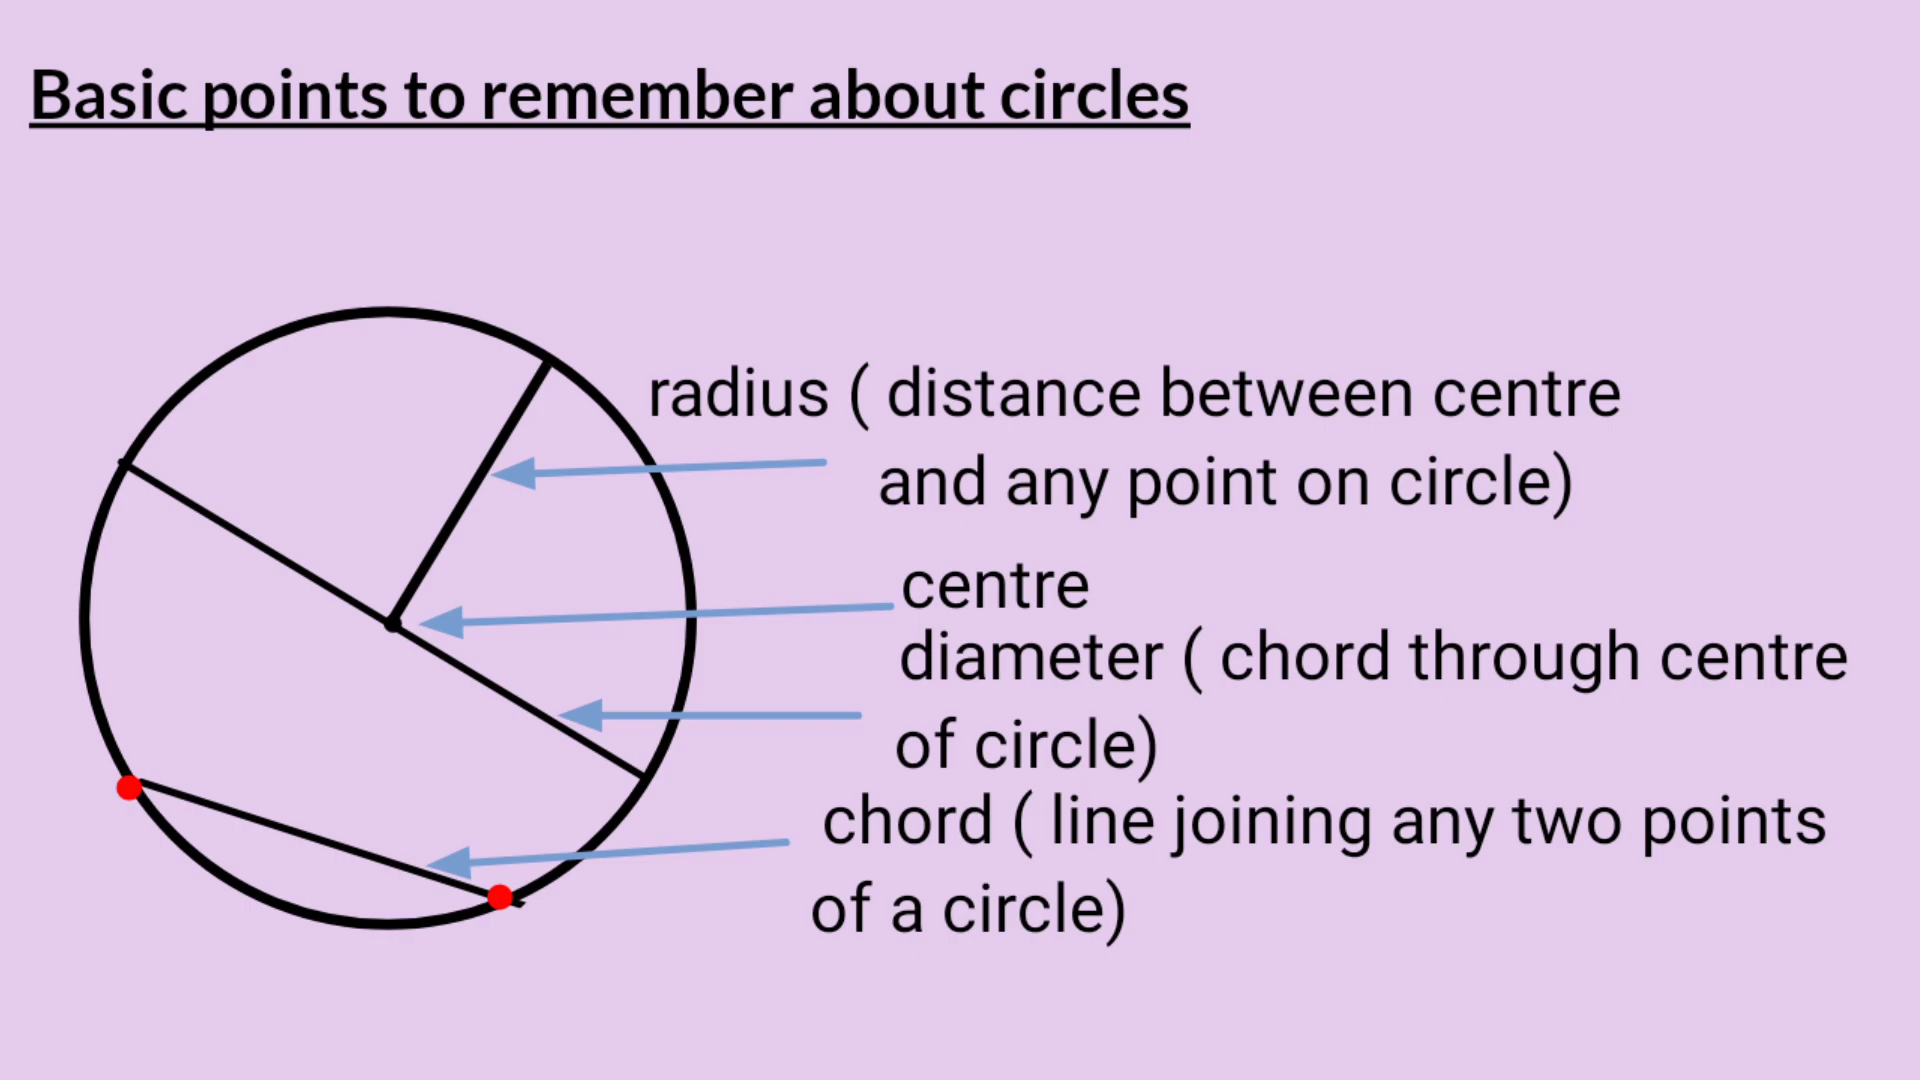 Basic points to remember about circles
radius ( distance between centre
and any point on circle)
centre
diameter ( chord through centre
of circle)
chord ( line joining any two points
of a circle)